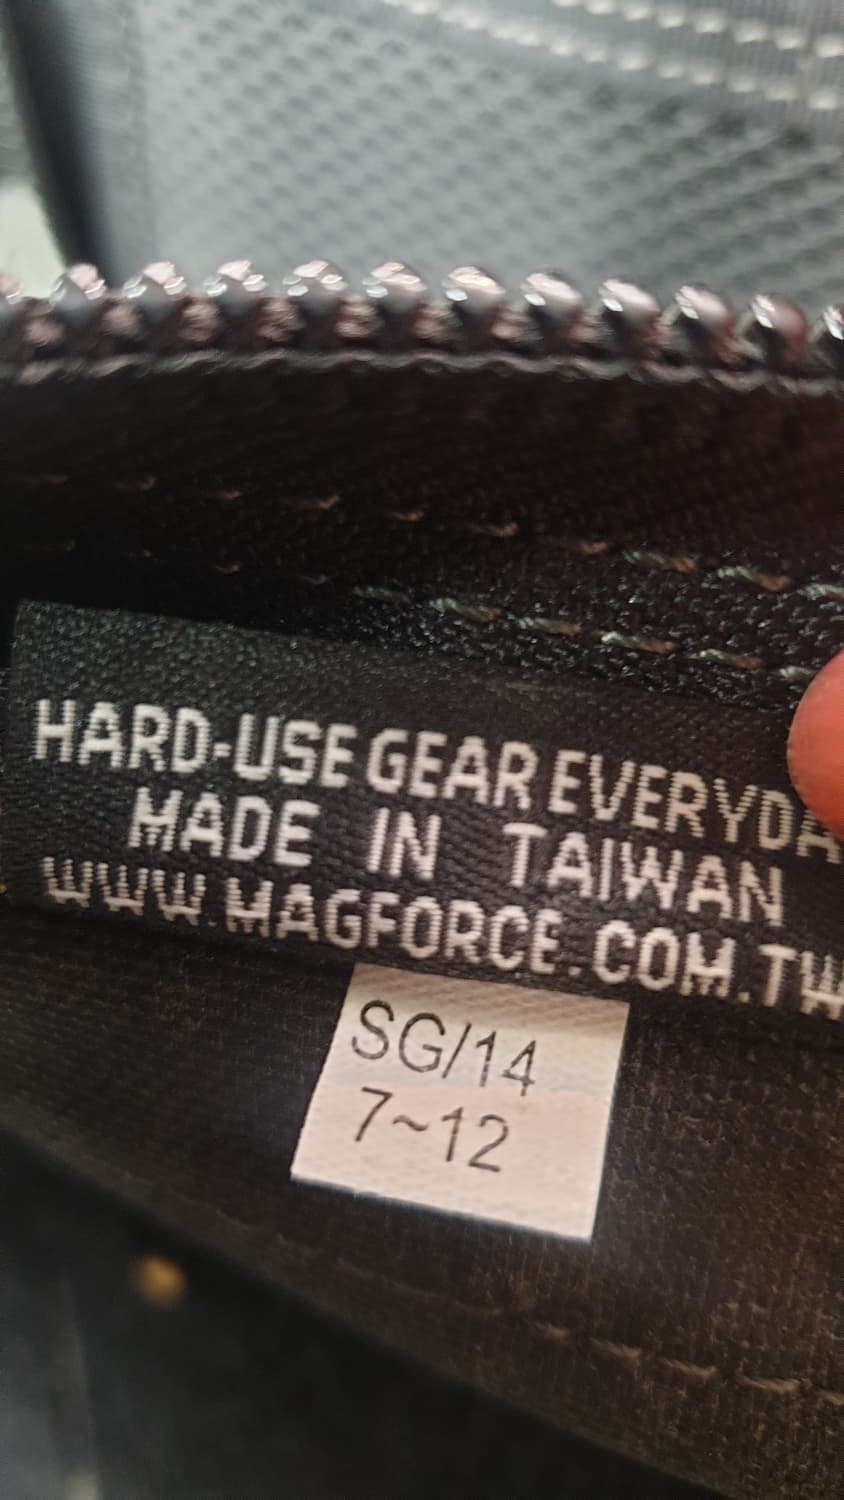 HARD-USE GEAR EVERYDA
MADE IN TAIWAN
WWW.MAGFORCE.COM.TW
SG/14
7~12